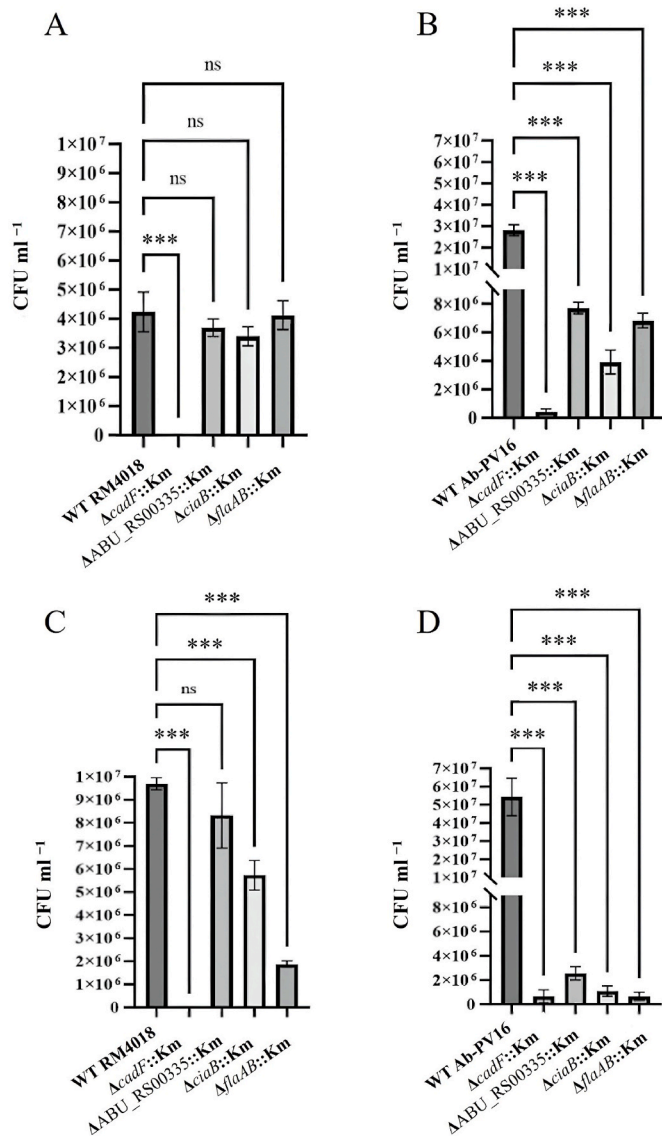 A
ns
ns
ns
***
1×10⁷
9×10⁶
8×10⁶
7×10⁶
6×10⁶
5×10⁶
4×10⁶
3×10⁶
2×10⁶
1×10⁶
0
CFU ml ⁻¹
WT RM4018
ΔcadF::Km
ΔABU_RS00335::Km
ΔciaB::Km
ΔflaAB::Km
B
***
***
***
***
7×10⁷
6×10⁷
5×10⁷
4×10⁷
3×10⁷
2×10⁷
1×10⁷
8×10⁶
6×10⁶
4×10⁶
2×10⁶
0
CFU ml ⁻¹
WT Ab-PV16
ΔcadF::Km
ΔABU_RS00335::Km
ΔciaB::Km
ΔflaAB::Km
C
***
***
ns
***
1×10⁷
9×10⁶
8×10⁶
7×10⁶
6×10⁶
5×10⁶
4×10⁶
3×10⁶
2×10⁶
1×10⁶
0
CFU ml ⁻¹
WT RM4018
ΔcadF::Km
ΔABU_RS00335::Km
ΔciaB::Km
ΔflaAB::Km
D
***
***
***
***
7×10⁷
6×10⁷
5×10⁷
4×10⁷
3×10⁷
2×10⁷
1×10⁷
8×10⁶
6×10⁶
4×10⁶
2×10⁶
0
CFU ml ⁻¹
WT Ab-PV16
ΔcadF::Km
ΔABU_RS00335::Km
ΔciaB::Km
ΔflaAB::Km